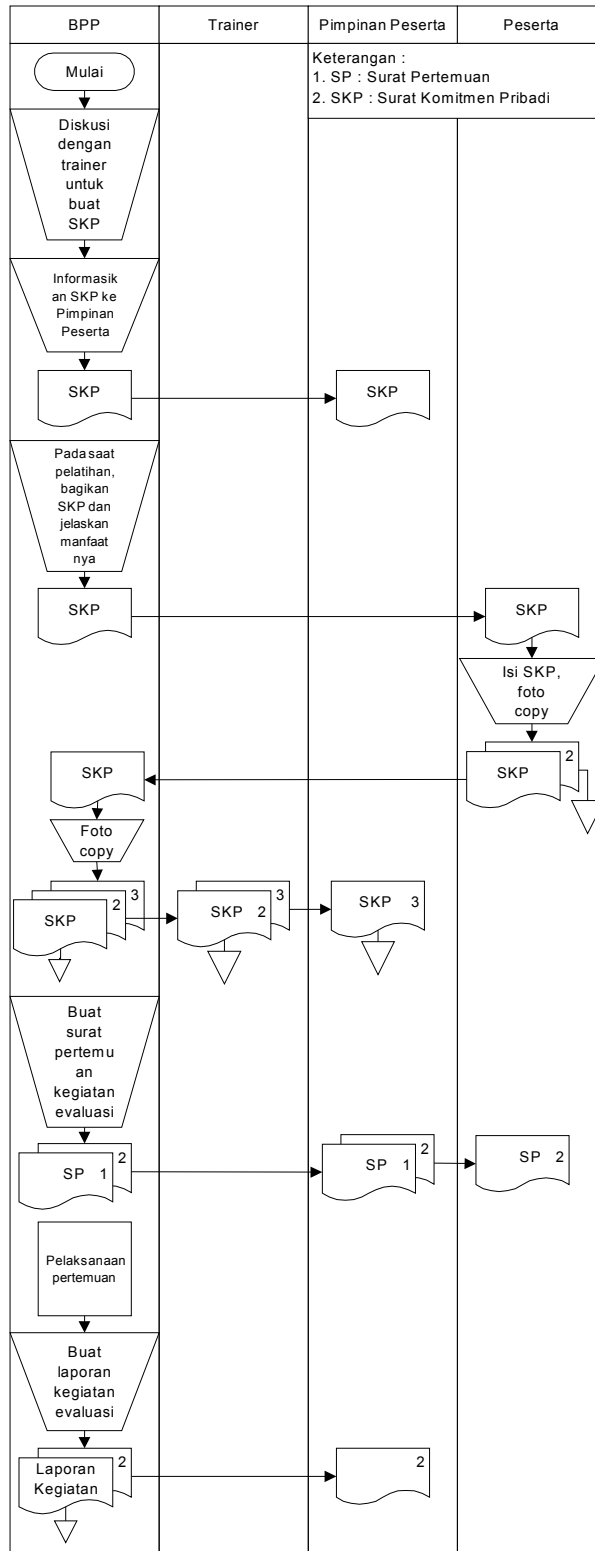 BPP
Trainer
Pimpinan Peserta
Peserta
Mulai
Keterangan :
1. SP : Surat Pertemuan
2. SKP : Surat Komitmen Pribadi
Diskusi
dengan
trainer
untuk
buat
SKP
Informasik
an SKP ke
Pimpinan
Peserta
SKP
SKP
Pada saat
pelatihan,
bagikan
SKP dan
jelaskan
manfaat
nya
SKP
SKP
Isi SKP,
foto
copy
SKP
2
SKP
Foto
copy
SKP
2
3
SKP 2
3
SKP 3
Buat
surat
pertemu
an
kegiatan
evaluasi
SP 1
2
SP 1
2
SP 2
Pelaksanaan
pertemuan
Buat
laporan
kegiatan
evaluasi
Laporan
Kegiatan
2
2